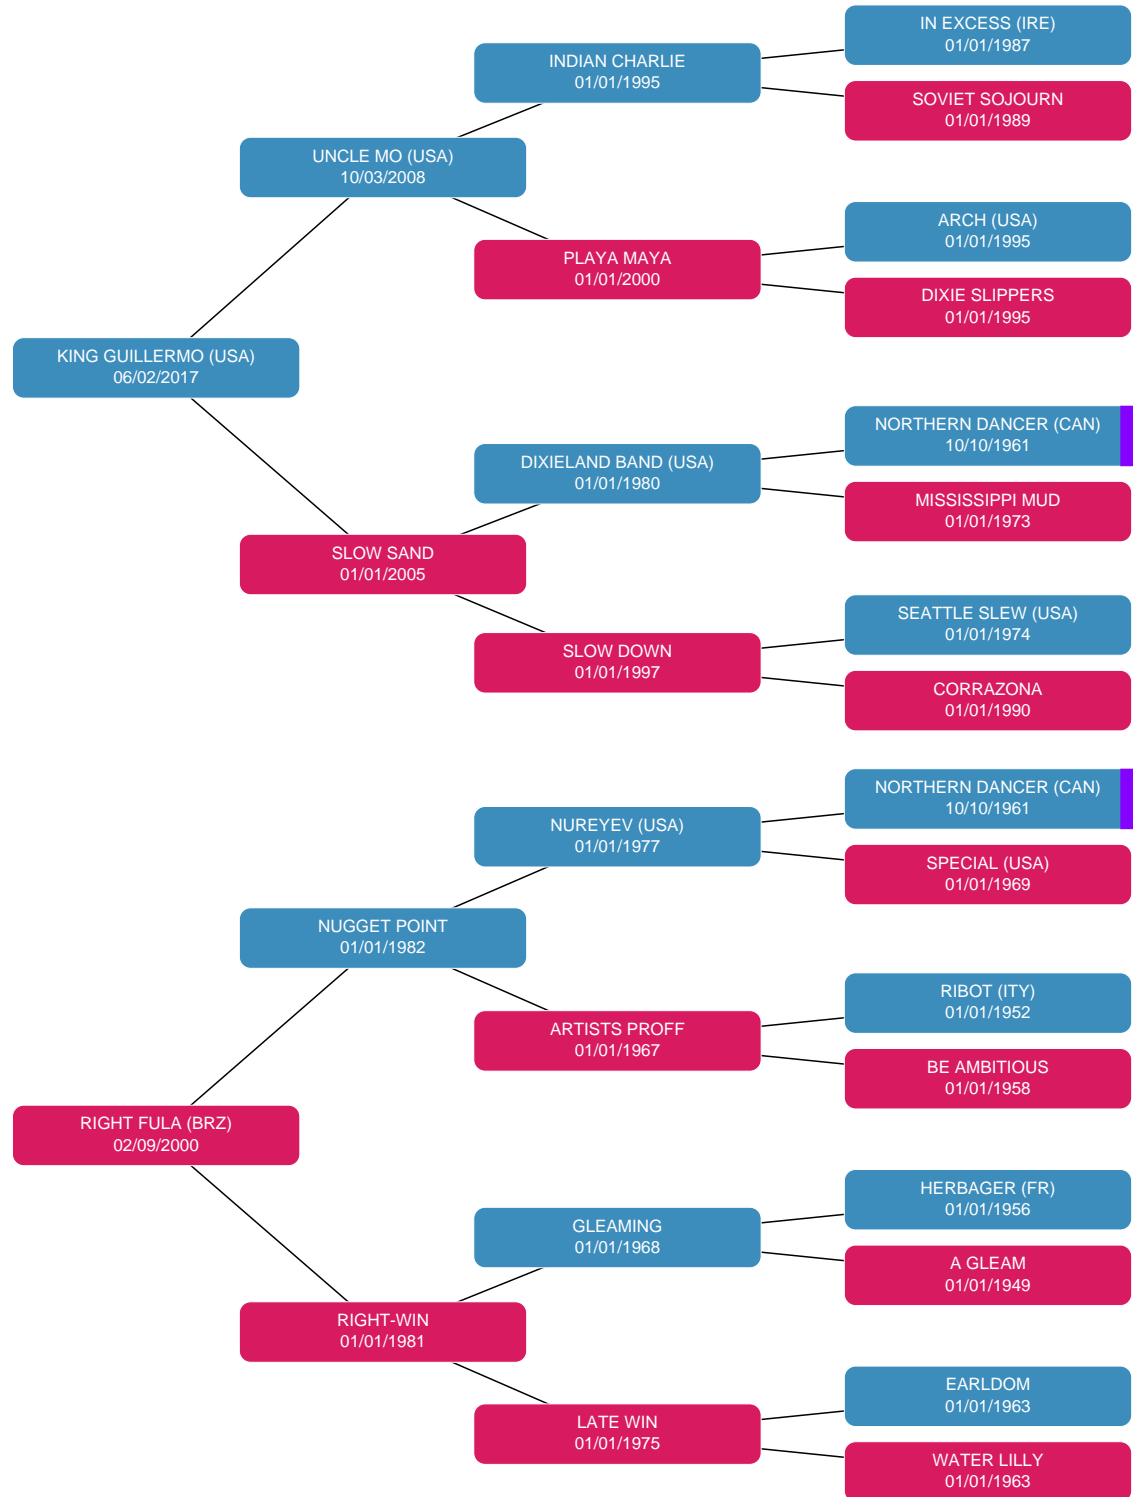 IN EXCESS (IRE)
01/01/1987
INDIAN CHARLIE
01/01/1995
SOVIET SOJOURN
01/01/1989
UNCLE MO (USA)
10/03/2008
ARCH (USA)
01/01/1995
PLAYA MAYA
01/01/2000
DIXIE SLIPPERS
01/01/1995
KING GUILLERMO (USA)
06/02/2017
NORTHERN DANCER (CAN)
10/10/1961
DIXIELAND BAND (USA)
01/01/1980
MISSISSIPPI MUD
01/01/1973
SLOW SAND
01/01/2005
SEATTLE SLEW (USA)
01/01/1974
SLOW DOWN
01/01/1997
CORRAZONA
01/01/1990
NORTHERN DANCER (CAN)
10/10/1961
NUREYEV (USA)
01/01/1977
SPECIAL (USA)
01/01/1969
NUGGET POINT
01/01/1982
RIBOT (ITY)
01/01/1952
ARTISTS PROFF
01/01/1967
BE AMBITIOUS
01/01/1958
RIGHT FULA (BRZ)
02/09/2000
HERBAGER (FR)
01/01/1956
GLEAMING
01/01/1968
A GLEAM
01/01/1949
RIGHT-WIN
01/01/1981
EARLDOM
01/01/1963
LATE WIN
01/01/1975
WATER LILLY
01/01/1963